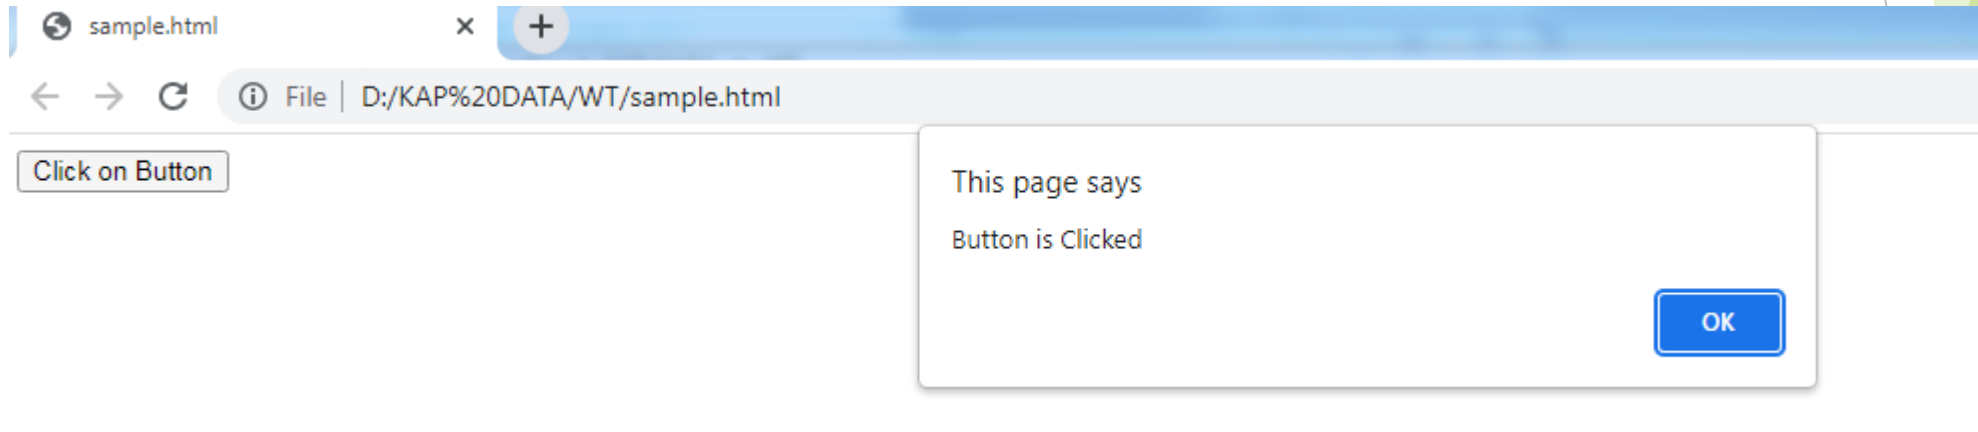 sample.html
File | D:/KAP%20DATA/WT/sample.html
Click on Button
This page says
Button is Clicked
OK